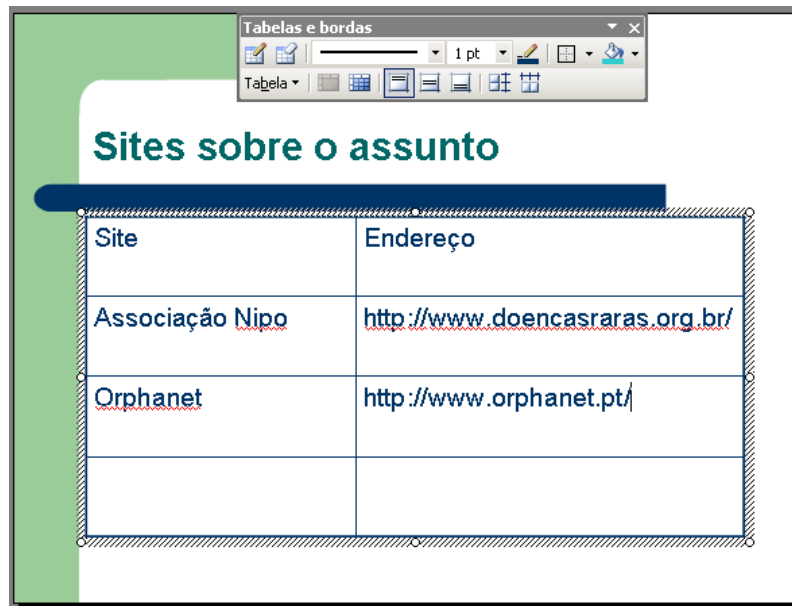 Tabelas e bordas
1 pt
Tabela
Sites sobre o assunto
Site Endereço
Associação Nipo http://www.doencasraras.org.br/
Orphanet http://www.orphanet.pt/